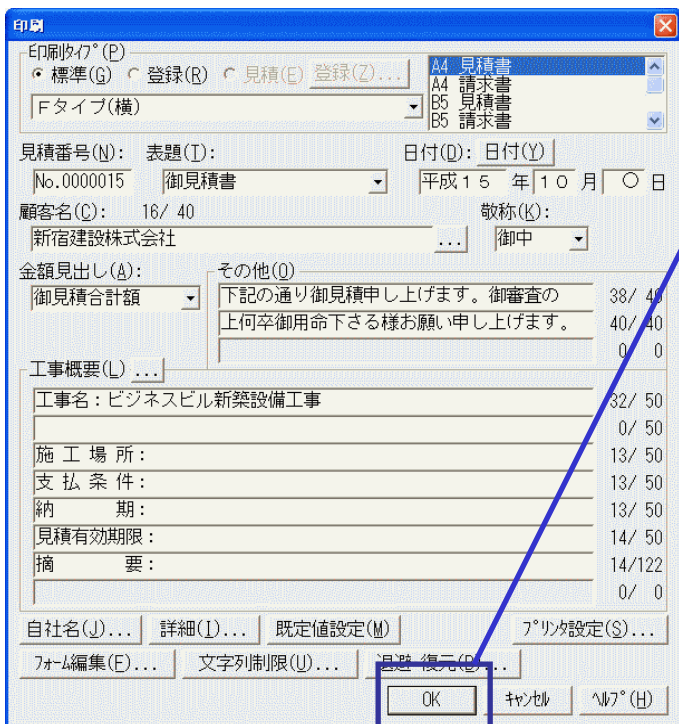 印刷
印刷ﾀｲﾌﾟ(P)
標準(G) 登録(R) 見積(E) 登録(Z)...
Fタイプ(横)
A4 見積書
A4 請求書
B5 見積書
B5 請求書
見積番号(N): 表題(T): 日付(D): 日付(Y)
No.0000015 御見積書 平成15 年 10 月 ○ 日
顧客名(C): 16/ 40 敬称(K):
新宿建設株式会社 ... 御中
金額見出し(A): その他(O)
御見積合計額 下記の通り御見積申し上げます。御審査の 38/ 40
上何卒御用命下さる様お願い申し上げます。 40/ 40
0/ 0
工事概要(L) ...
工事名:ビジネスビル新築設備工事 32/ 50
0/ 50
施 工 場 所: 13/ 50
支 払 条 件: 13/ 50
納 期: 13/ 50
見積有効期限: 14/ 50
摘 要: 14/122
0/ 0
自社名(J)... 詳細(I)... 既定値設定(M) ﾌﾟﾘﾝﾀ設定(S)...
ﾌｫｰﾑ編集(F)... 文字列制限(U)... 退避・復元(B)...
OK ｷｬﾝｾﾙ ﾍﾙﾌﾟ(H)